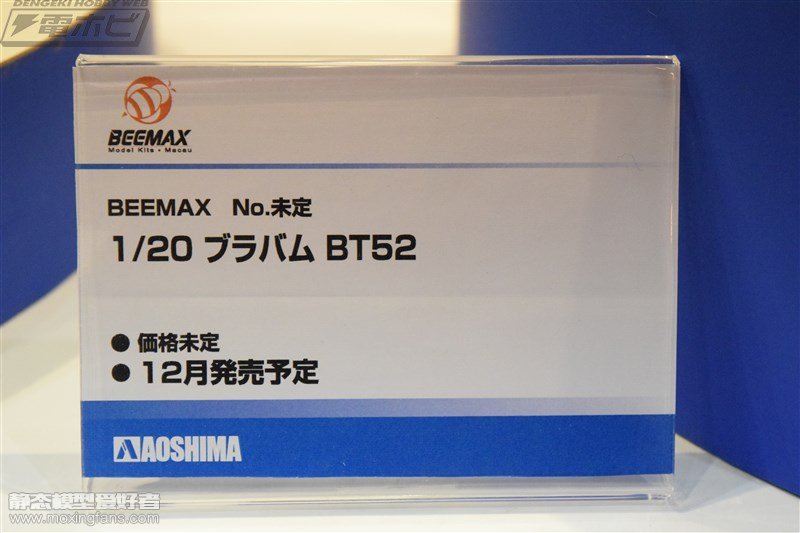 DENGEKI HOBBY WEB
電ホビ
BEEMAX
Model Kits • Macau
BEEMAX No.未定
1/20 ブラバム BT52
● 価格未定
● 12月発売予定
AOSHIMA
静态模型爱好者
www.moxingfans.com